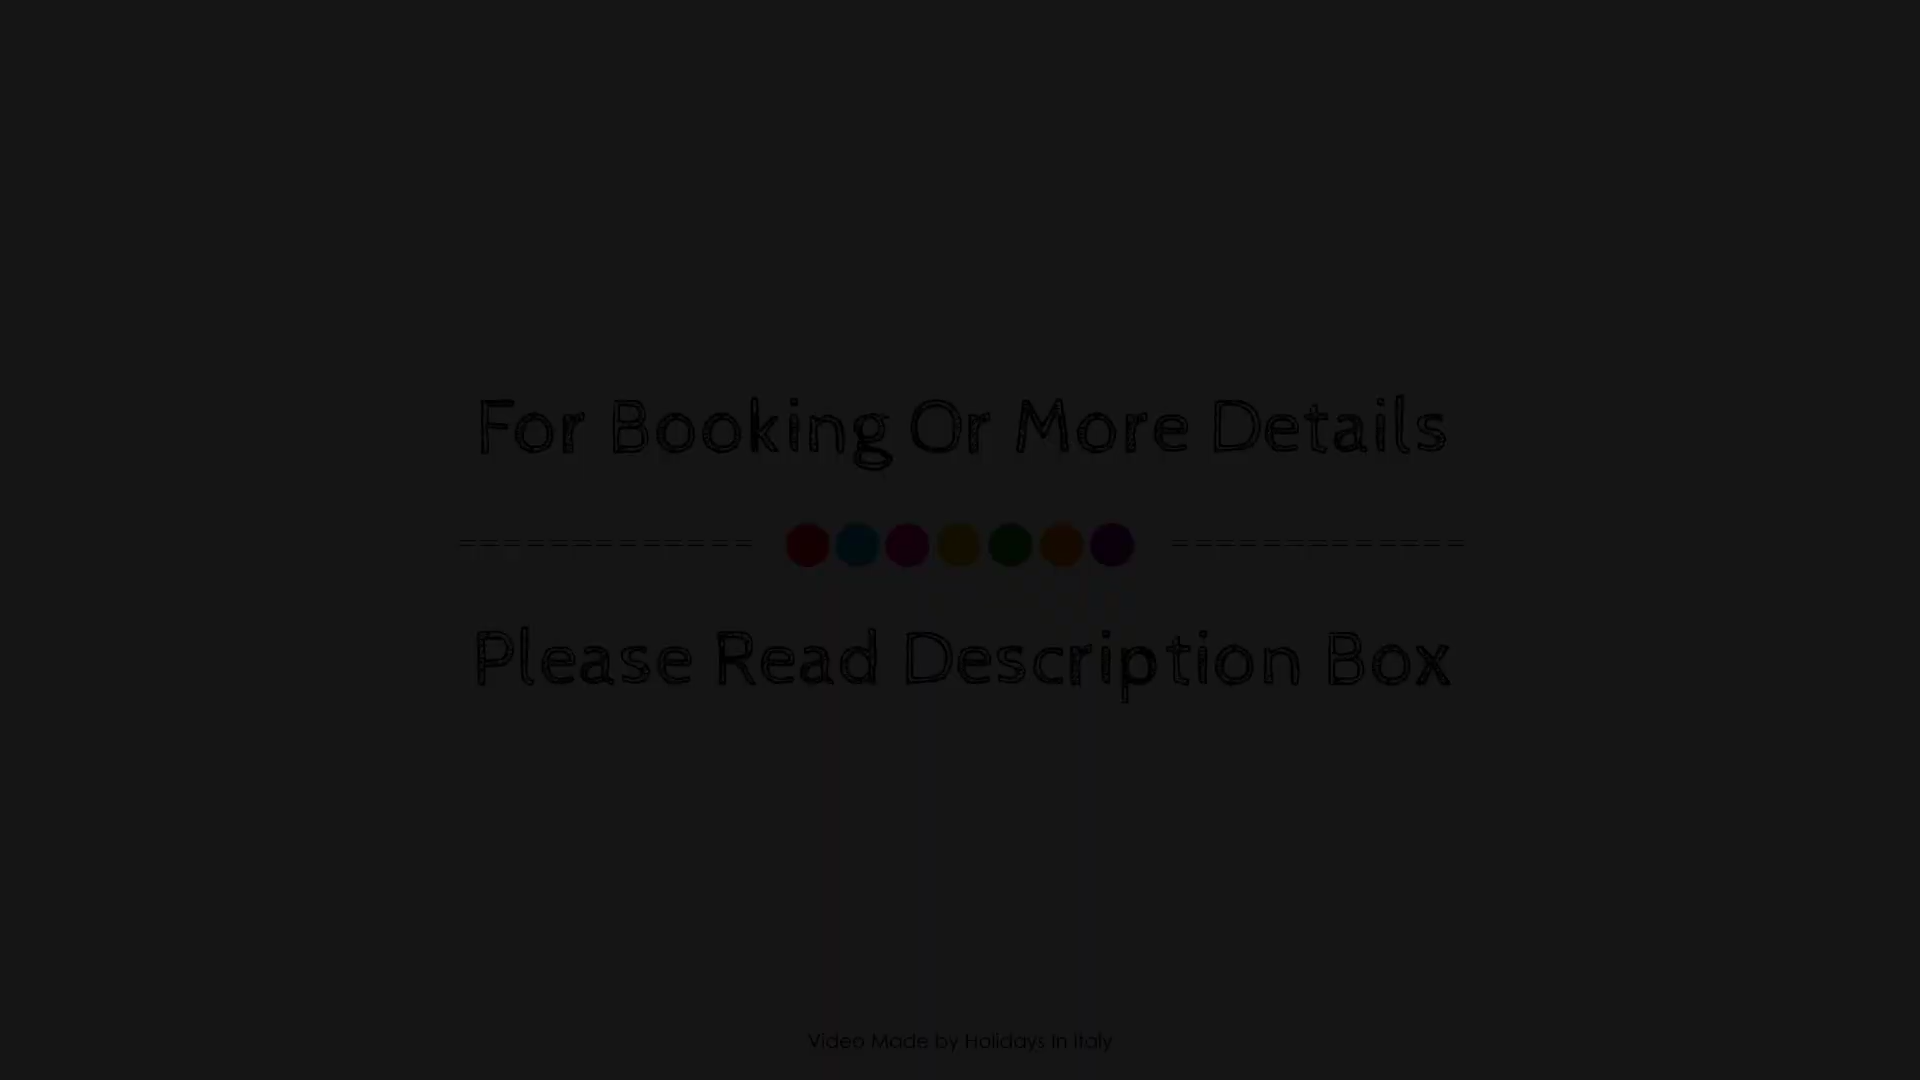 For Booking Or More Details
============= =============
Please Read Description Box
Video Made by Holidays In Italy